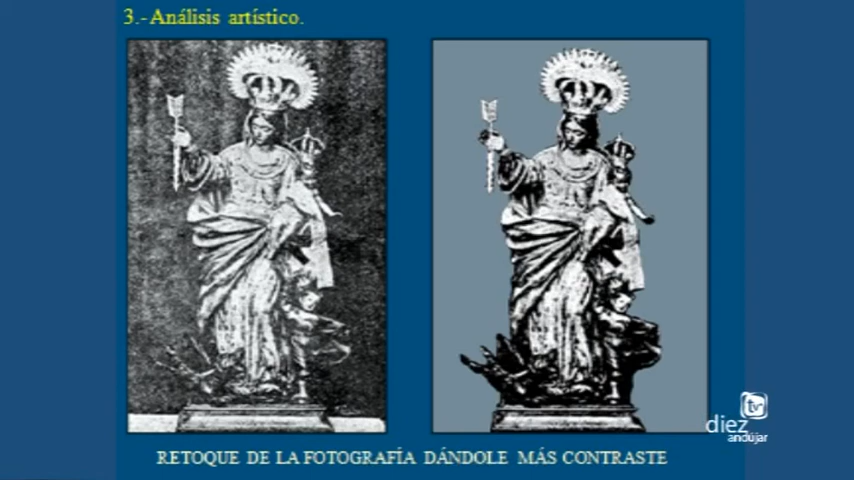 3.-Análisis artístico.
RETOQUE DE LA FOTOGRAFÍA DÁNDOLE MÁS CONTRASTE
tv
diez
andújar